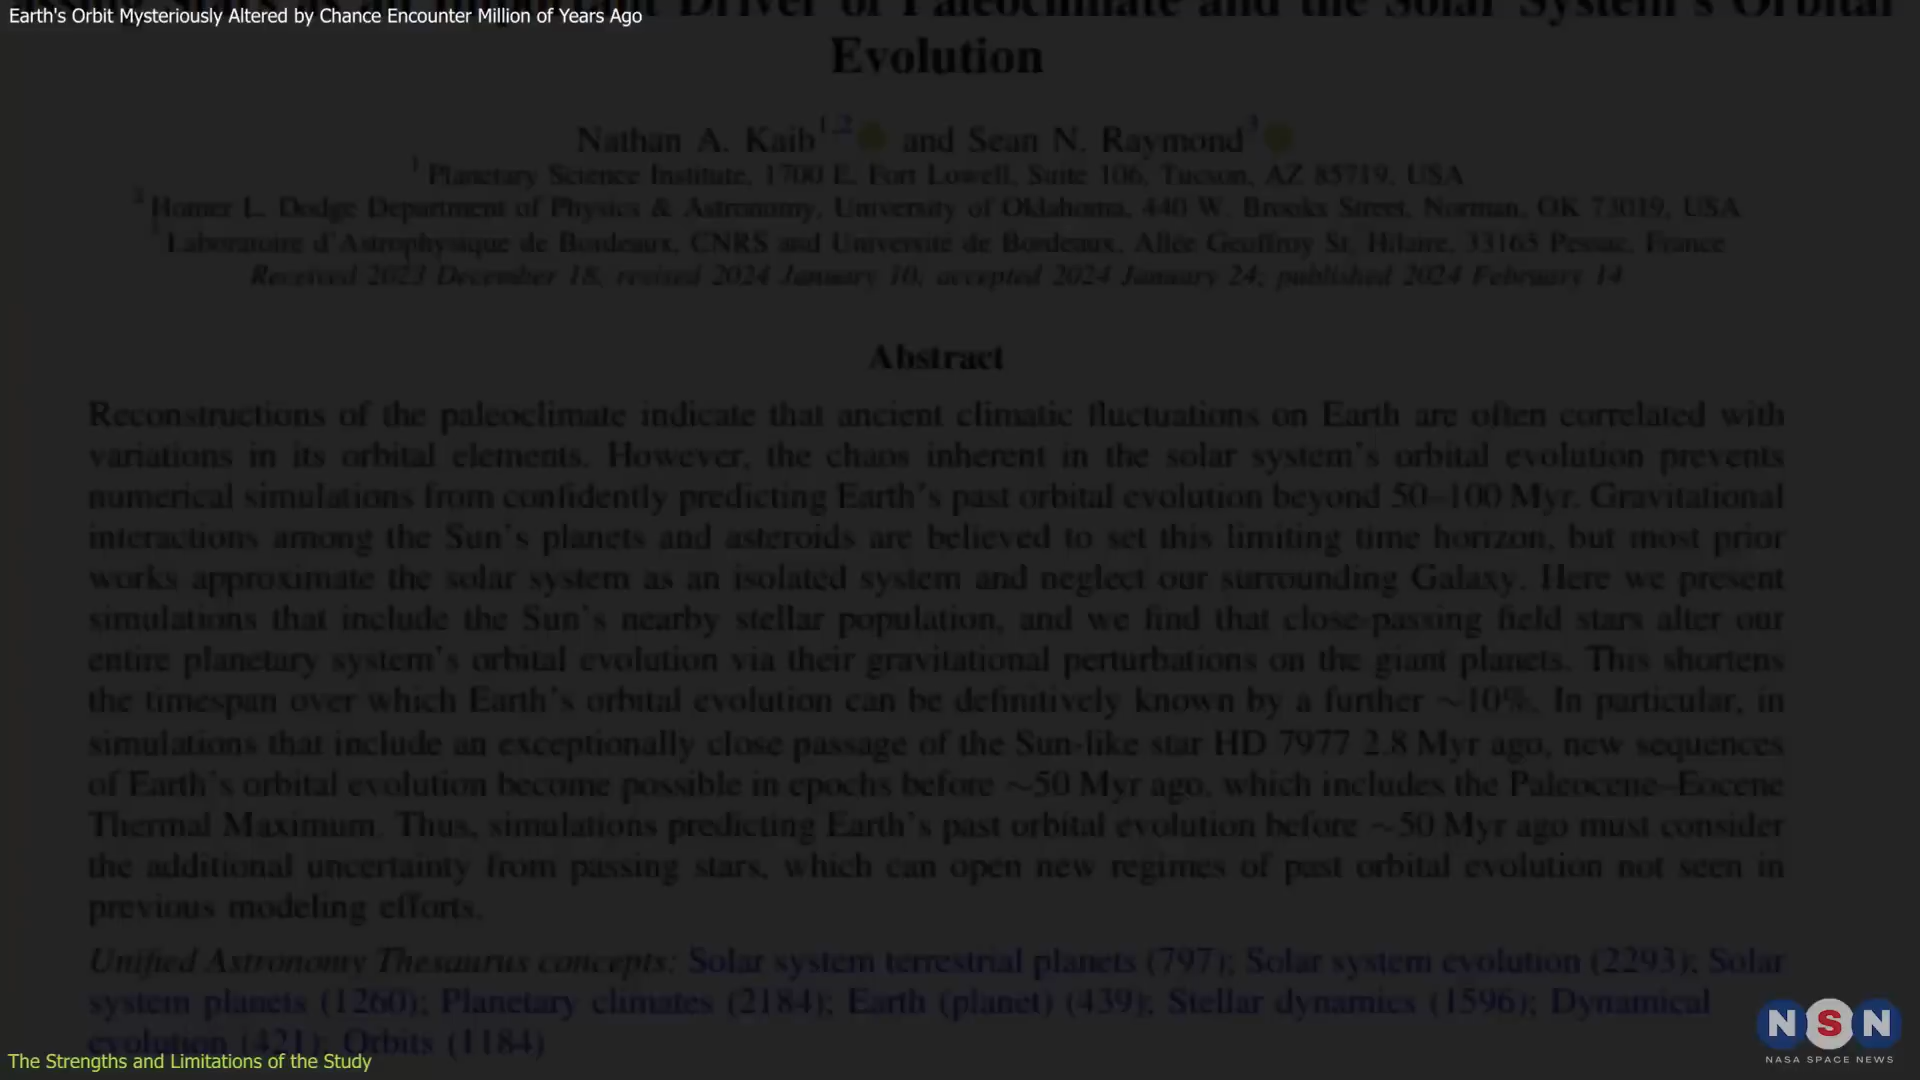 Earth's Orbit Mysteriously Altered by Chance Encounter Million of Years Ago
Driver of Paleoclimate and the Solar System's Orbital
Evolution
Nathan A. Kaib1,2 and Sean N. Raymond3
1 Planetary Science Institute, 1700 E. Fort Lowell, Suite 106, Tucson, AZ 85719, USA
2 Homer L. Dodge Department of Physics & Astronomy, University of Oklahoma, 440 W. Brooks Street, Norman, OK 73019, USA
Laboratoire d'Astrophysique de Bordeaux, CNRS and Université de Bordeaux, Allée Geoffroy St. Hilaire, 33165 Pessac, France
Received 2023 December 18; revised 2024 January 10; accepted 2024 January 24; published 2024 February 14
Abstract
Reconstructions of the paleoclimate indicate that ancient climatic fluctuations on Earth are often correlated with
variations in its orbital elements. However, the chaos inherent in the solar system's orbital evolution prevents
numerical simulations from confidently predicting Earth's past orbital evolution beyond 50–100 Myr. Gravitational
interactions among the Sun's planets and asteroids are believed to set this limiting time horizon, but most prior
works approximate the solar system as an isolated system and neglect our surrounding Galaxy. Here we present
simulations that include the Sun's nearby stellar population, and we find that close-passing field stars alter our
entire planetary system's orbital evolution via their gravitational perturbations on the giant planets. This shortens
the timespan over which Earth's orbital evolution can be definitively known by a further ~10%. In particular, in
simulations that include an exceptionally close passage of the Sun-like star HD 7977 2.8 Myr ago, new sequences
of Earth's orbital evolution become possible in epochs before ~50 Myr ago, which includes the Paleocene–Eocene
Thermal Maximum. Thus, simulations predicting Earth's past orbital evolution before ~50 Myr ago must consider
the additional uncertainty from passing stars, which can open new regimes of past orbital evolution not seen in
previous modeling efforts.
Unified Astronomy Thesaurus concepts: Solar system terrestrial planets (797); Solar system evolution (2293); Solar
system planets (1260); Planetary climates (2184); Earth (planet) (439); Stellar dynamics (1596); Dynamical
evolution (421); Orbits (1184)
NSN
NASA SPACE NEWS
The Strengths and Limitations of the Study